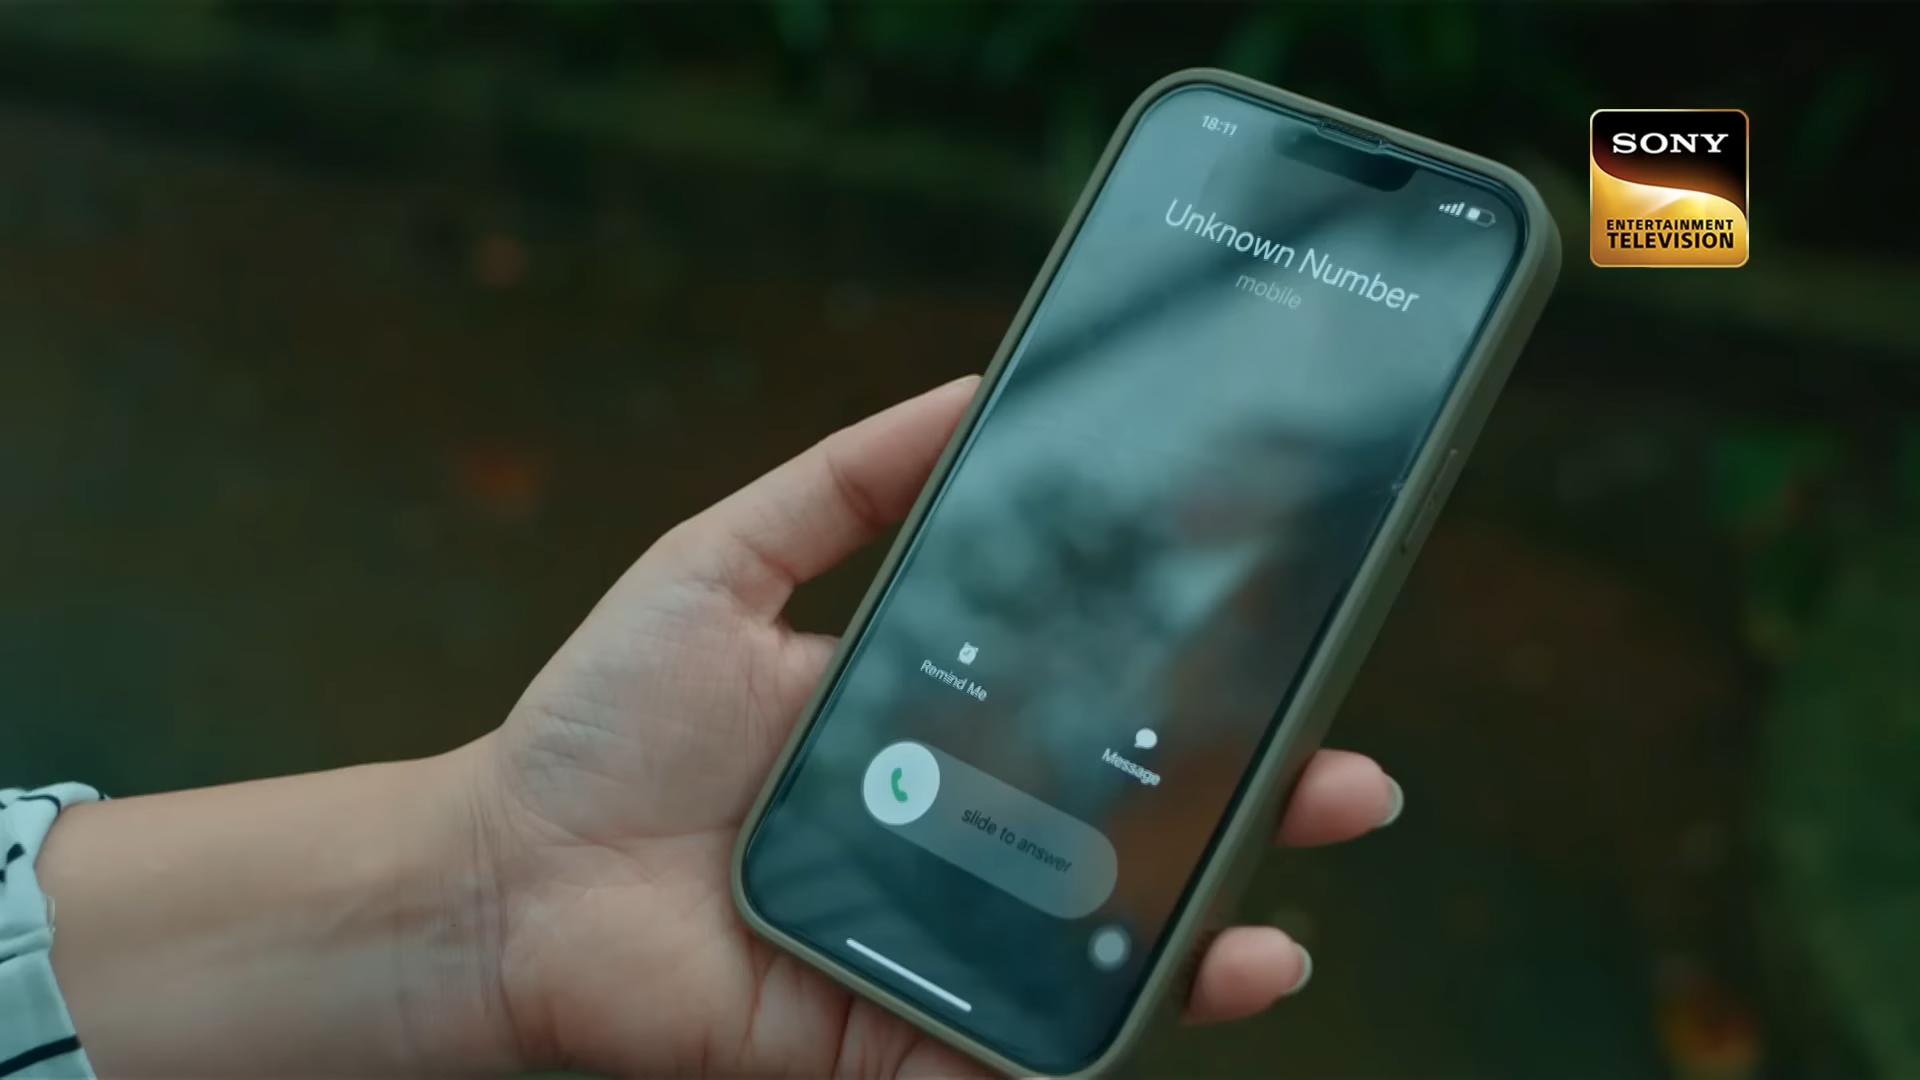 18:11
Unknown Number
mobile
Remind Me
Message
slide to answer
SONY
ENTERTAINMENT
TELEVISION